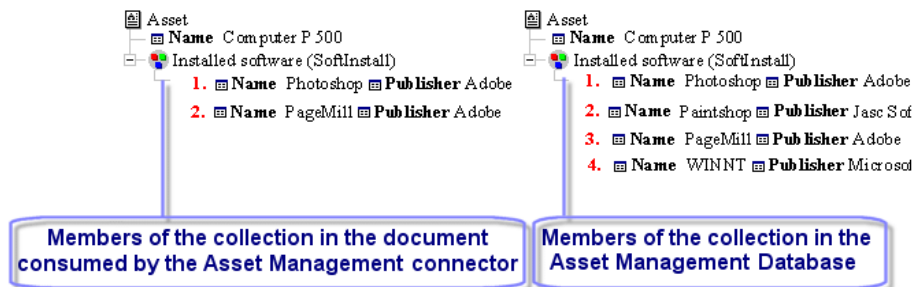 Asset
Name Computer P 500
Installed software (SoftInstall)
1. Name Photoshop Publisher Adobe
2. Name PageMill Publisher Adobe
Members of the collection in the document
consumed by the Asset Management connector
Asset
Name Computer P 500
Installed software (SoftInstall)
1. Name Photoshop Publisher Adobe
2. Name Paintshop Publisher Jasc Sof
3. Name PageMill Publisher Adobe
4. Name WINNT Publisher Microsof
Members of the collection in the
Asset Management Database